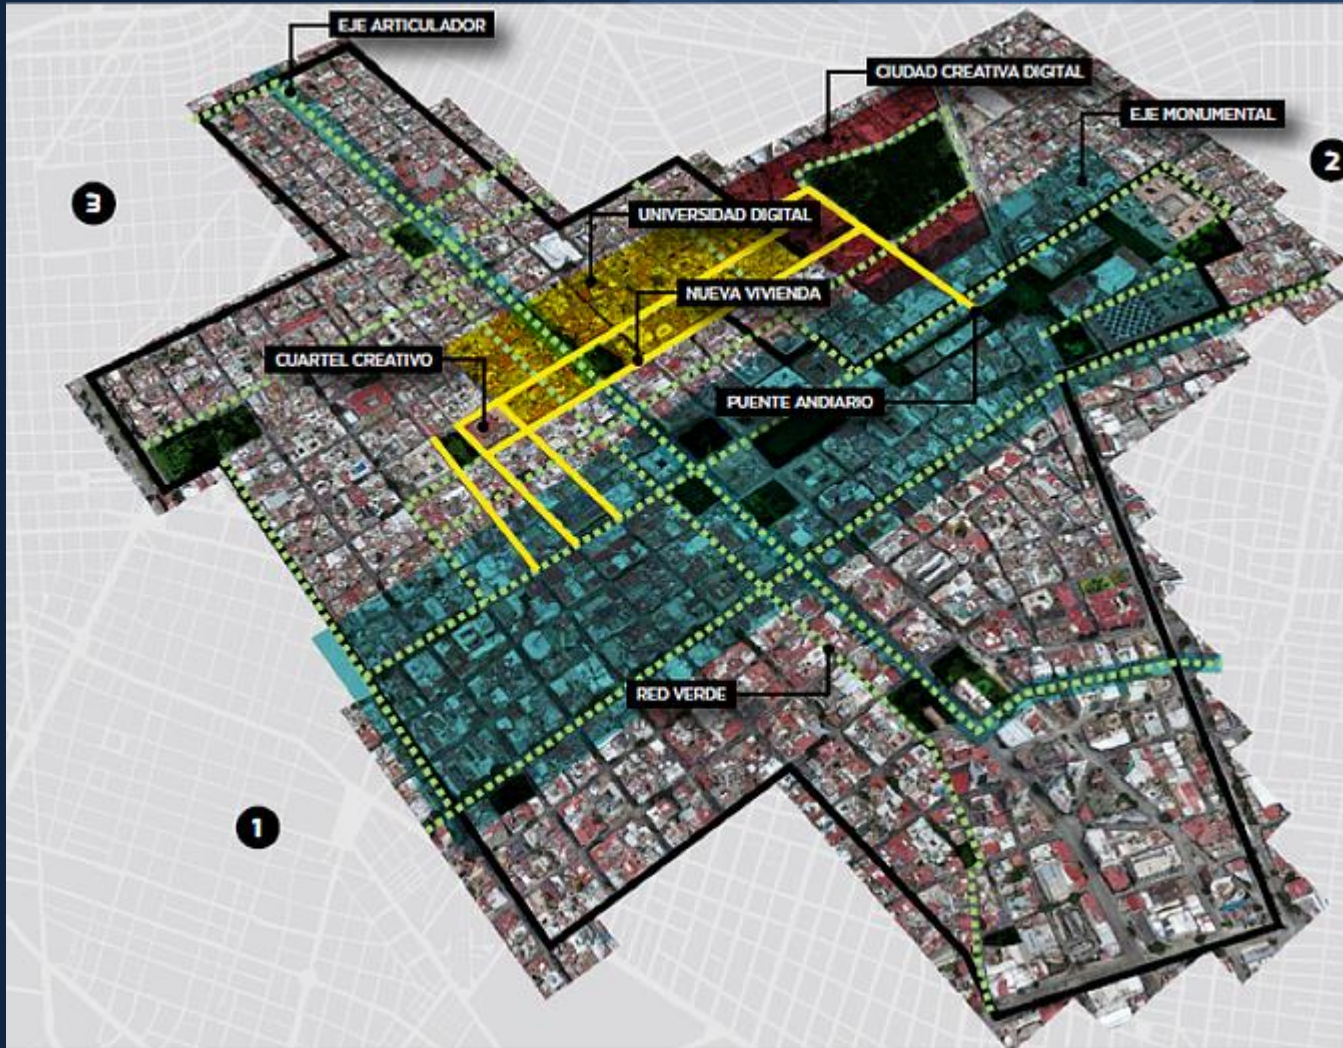 EJE ARTICULADOR
CIUDAD CREATIVA DIGITAL
EJE MONUMENTAL
2
3
UNIVERSIDAD DIGITAL
NUEVA VIVIENDA
CUARTEL CREATIVO
PUENTE ANDIARIO
RED VERDE
1